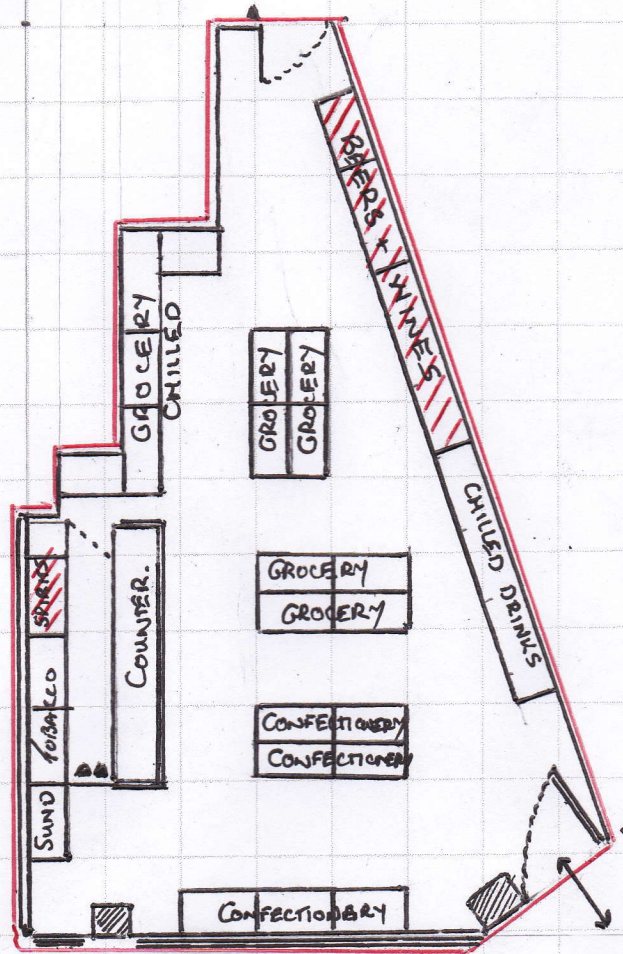 BEERS + WINES
GROCERY
CHILLED
GROCERY
GROCERY
CHILLED DRINKS
SPIRITS
COUNTER.
GROCERY
GROCERY
TOBACCO
CONFECTIONERY
CONFECTIONERY
SUND
CONFECTIONERY